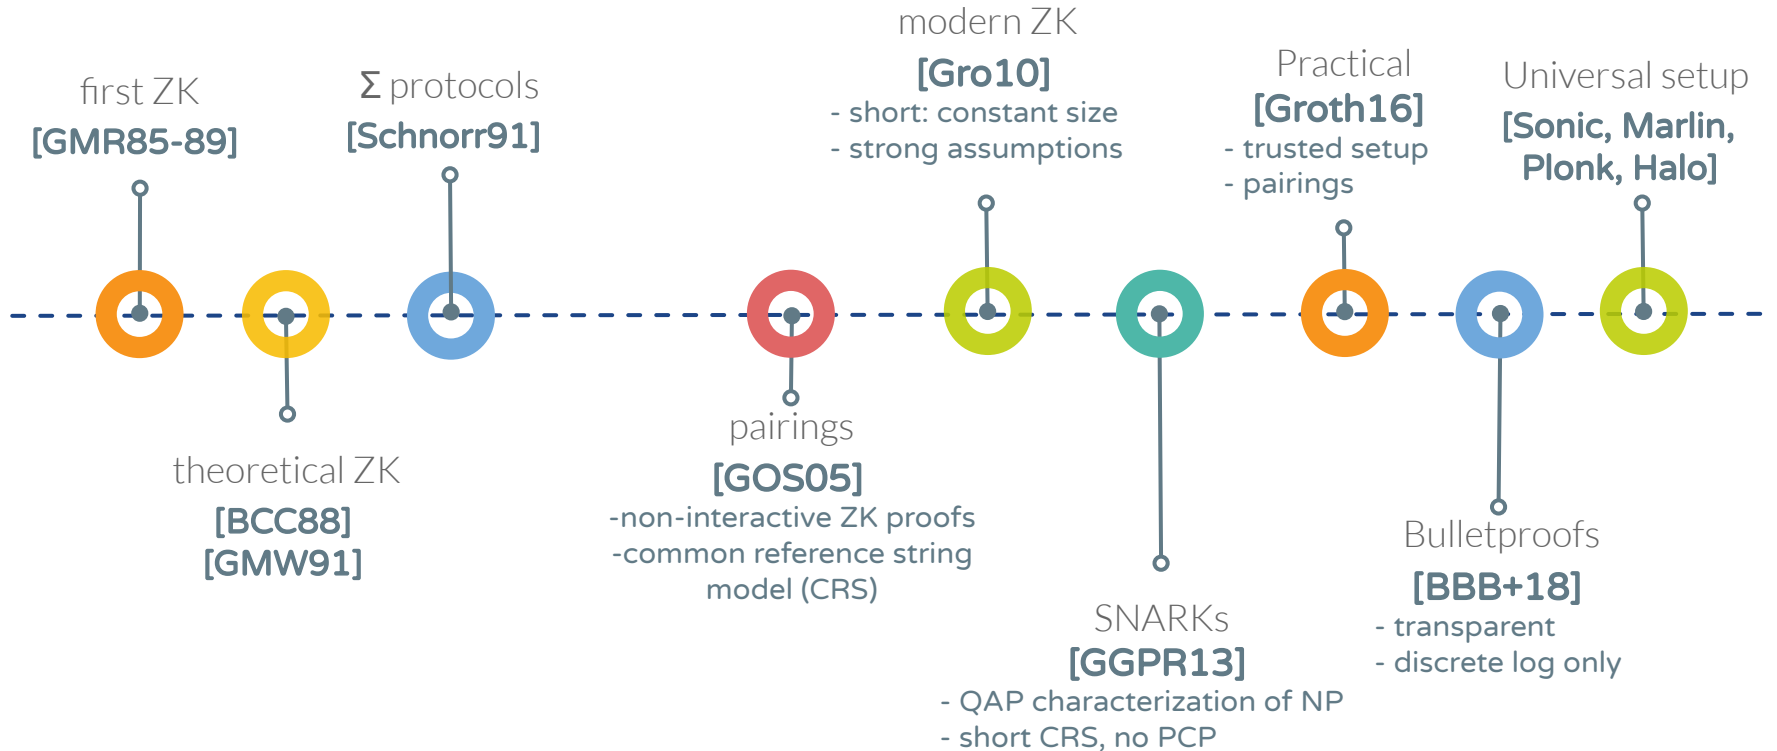 first ZK
[GMR85-89]
theoretical ZK
[BCC88]
[GMW91]
Σ protocols
[Schnorr91]
pairings
[GOS05]
-non-interactive ZK proofs
-common reference string
model (CRS)
modern ZK
[Gro10]
- short: constant size
- strong assumptions
SNARKs
[GGPR13]
- QAP characterization of NP
- short CRS, no PCP
Practical
[Groth16]
- trusted setup
- pairings
Bulletproofs
[BBB+18]
- transparent
- discrete log only
Universal setup
[Sonic, Marlin,
Plonk, Halo]